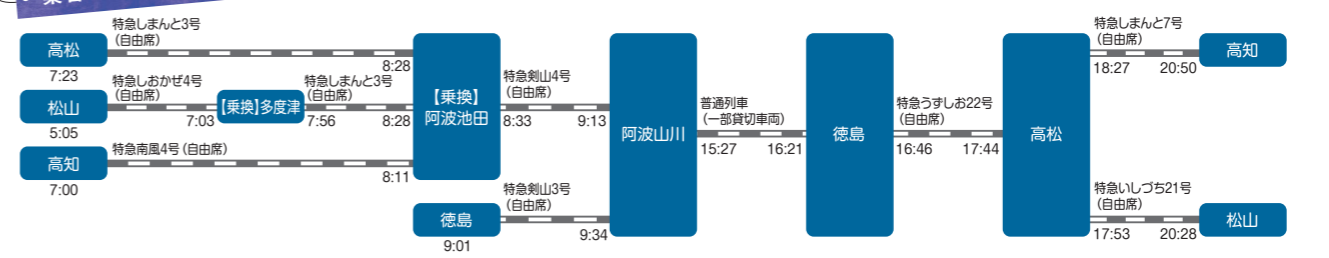 特急しまんと3号
(自由席)
高松
7:23
8:28
特急しおかぜ4号
(自由席)
松山
5:05
7:03
【乗換】多度津
特急しまんと3号
(自由席)
7:56
8:28
特急南風4号(自由席)
高知
7:00
8:11
【乗換】
阿波池田
特急剣山4号
(自由席)
8:33
9:13
特急剣山3号
(自由席)
徳島
9:01
9:34
阿波山川
普通列車
(一部貸切車両)
15:27
16:21
徳島
特急うずしお22号
(自由席)
16:46
17:44
高松
特急しまんと7号
(自由席)
18:27
20:50
高知
特急いしづち21号
(自由席)
17:53
20:28
松山